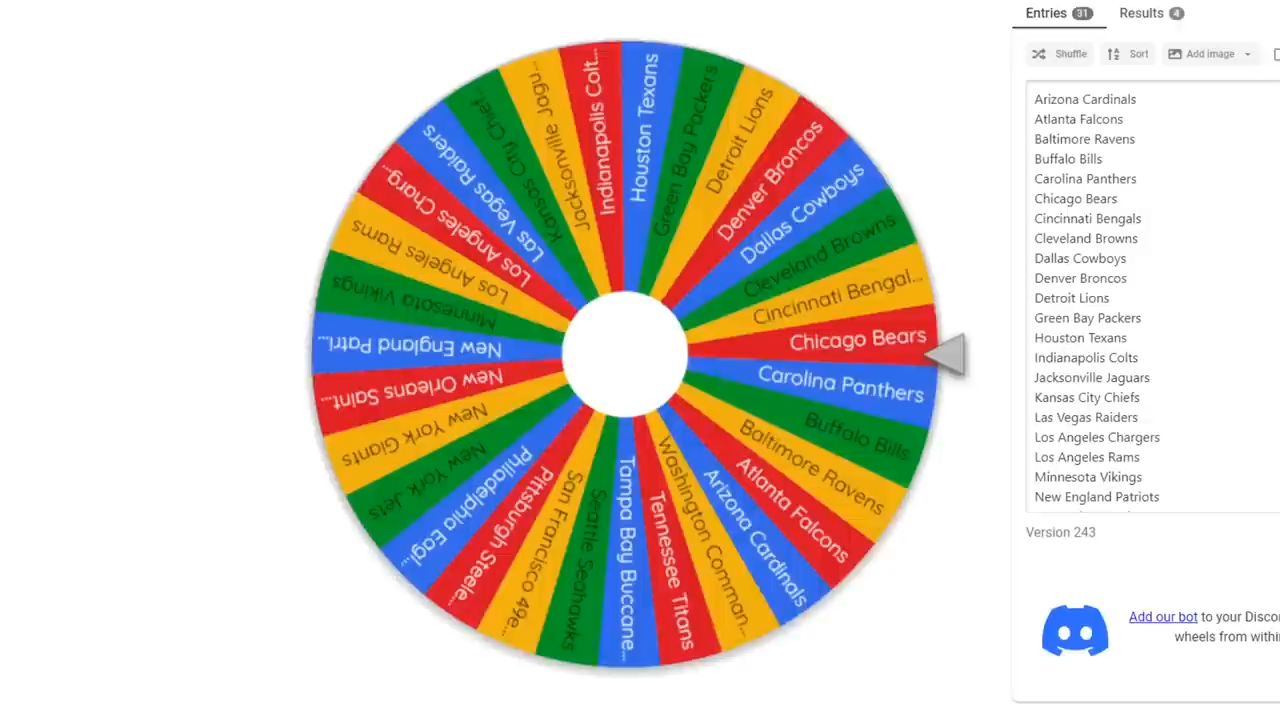 Entries 31 Results 4
Shuffle Sort Add image
Arizona Cardinals
Atlanta Falcons
Baltimore Ravens
Buffalo Bills
Carolina Panthers
Chicago Bears
Cincinnati Bengals
Cleveland Browns
Dallas Cowboys
Denver Broncos
Detroit Lions
Green Bay Packers
Houston Texans
Indianapolis Colts
Jacksonville Jaguars
Kansas City Chiefs
Las Vegas Raiders
Los Angeles Chargers
Los Angeles Rams
Minnesota Vikings
New England Patriots
Version 243
Add our bot to your Disco
wheels from within
Houston Texans
Green Bay Packers
Detroit Lions
Denver Broncos
Dallas Cowboys
Cleveland Browns
Cincinnati Bengal...
Chicago Bears
Carolina Panthers
Buffalo Bills
Baltimore Ravens
Atlanta Falcons
Arizona Cardinals
Washington Comman...
Tennessee Titans
Tampa Bay Buccane...
Seattle Seahawks
San Francisco 49e...
Pittsburgh Steele...
Philadelphia Eagl...
New York Jets
New York Giants
New Orleans Saint...
New England Patri...
Minnesota Vikings
Los Angeles Rams
Los Angeles Charg...
Las Vegas Raiders
Kansas City Chief...
Jacksonville Jagu...
Indianapolis Colt...